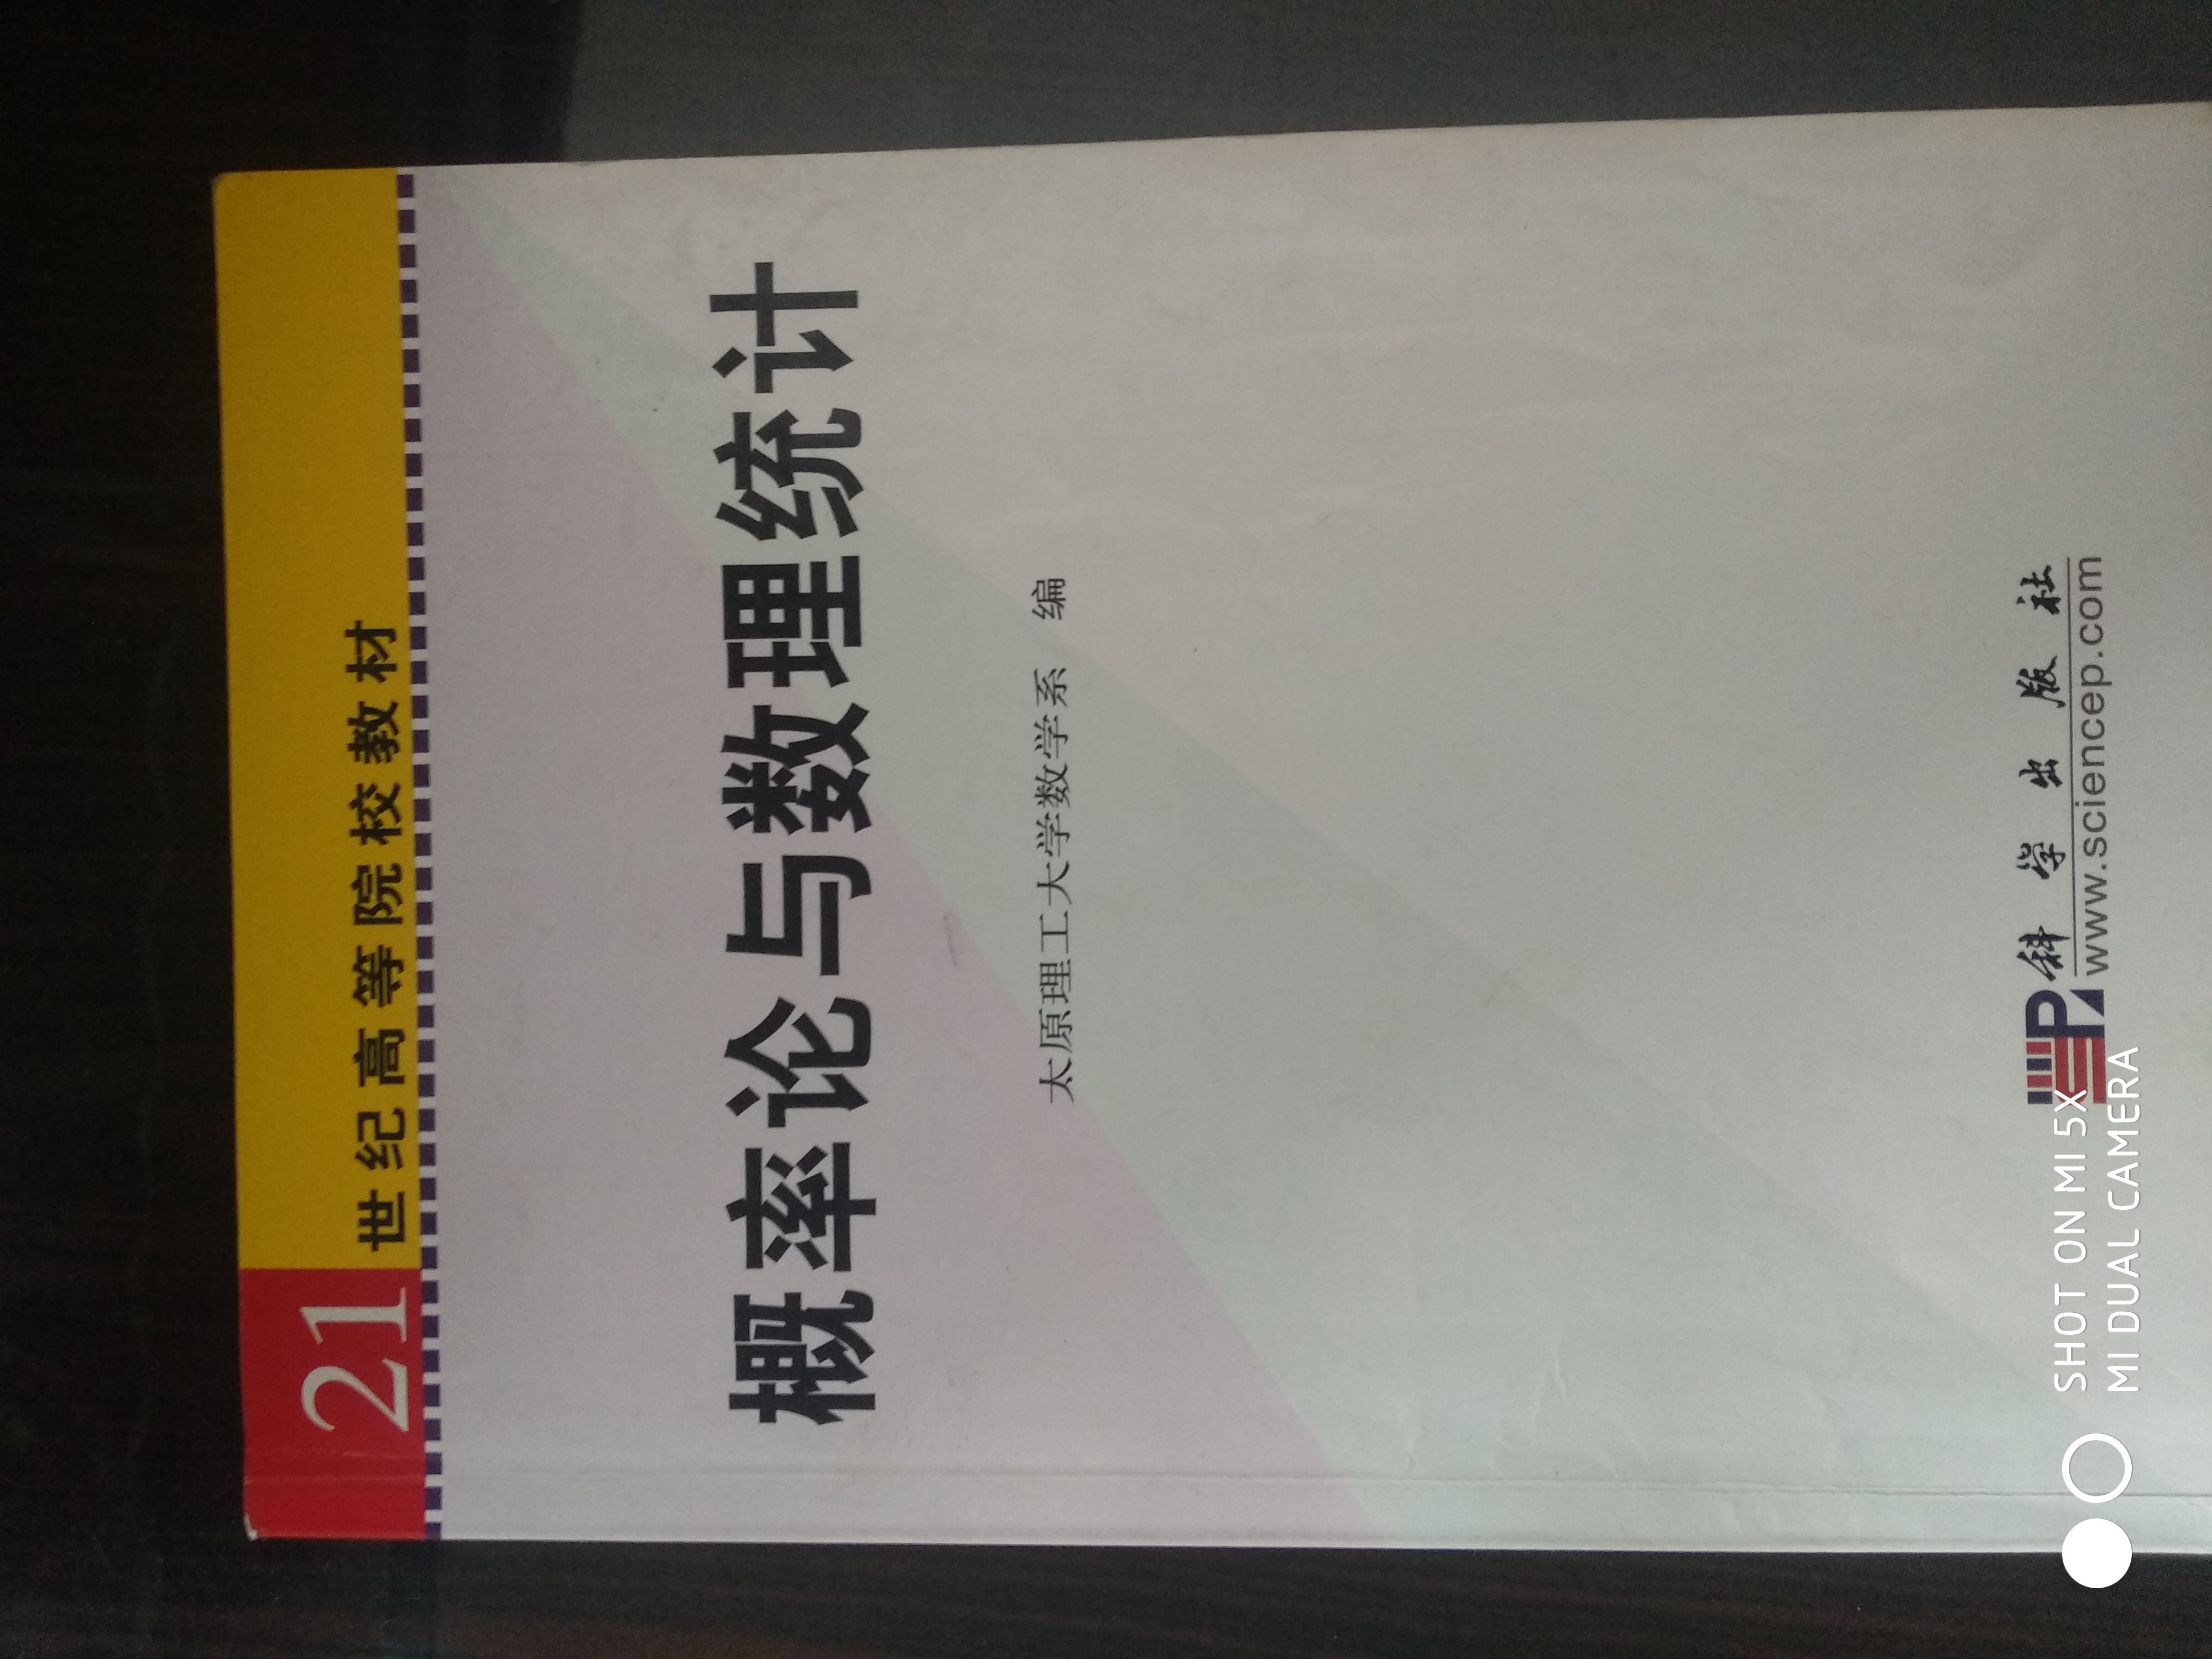 21世纪高等院校教材
概率论与数理统计
太原理工大学数学系 编
科学出版社
www.sciencep.com
SHOT ON MI 5X
MI DUAL CAMERA